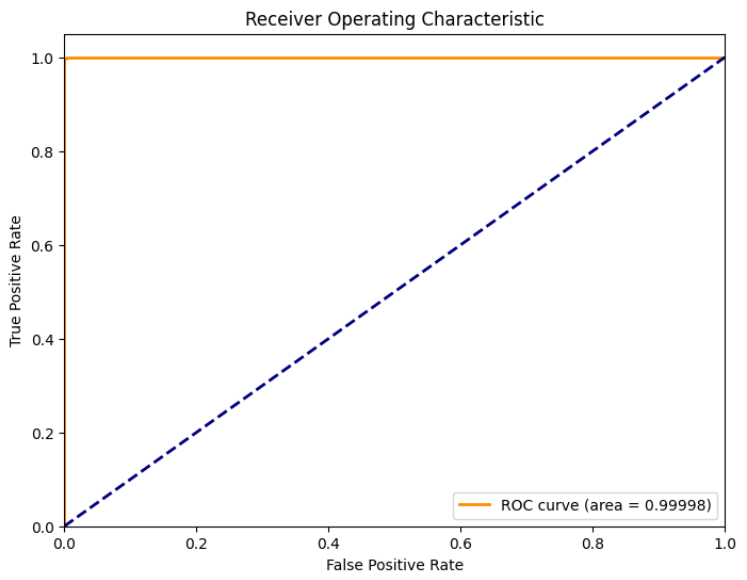 Receiver Operating Characteristic
True Positive Rate
1.0
0.8
0.6
0.4
0.2
0.0
ROC curve (area = 0.99998)
0.0 0.2 0.4 0.6 0.8 1.0
False Positive Rate